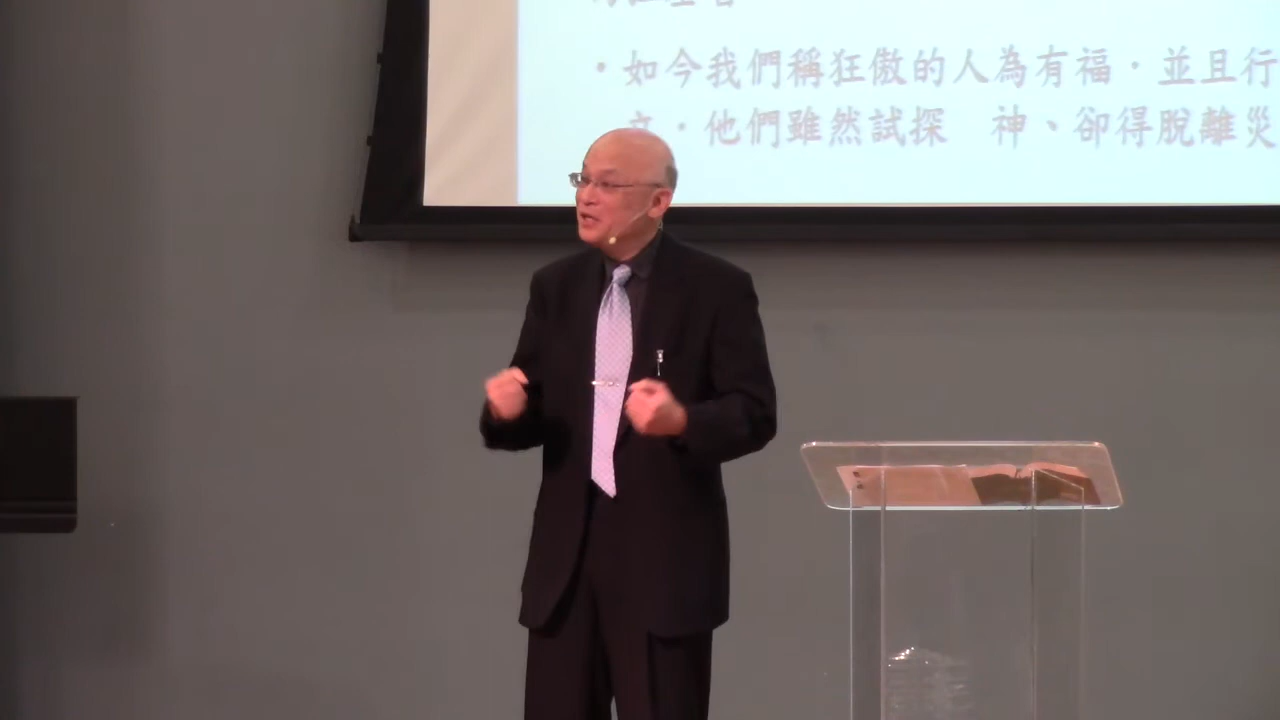 • 如今我們稱狂傲的人為有福．並且行
立．他們雖然試探　神、卻得脫離災